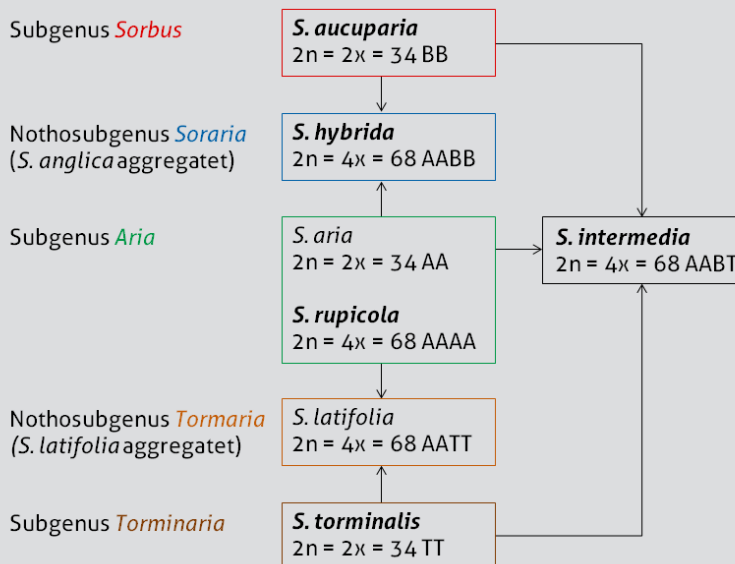 Subgenus Sorbus
S. aucuparia
2n = 2x = 34 BB
Nothosubgenus Soraria
(S. anglica aggregatet)
S. hybrida
2n = 4x = 68 AABB
Subgenus Aria
S. aria
2n = 2x = 34 AA
S. rupicola
2n = 4x = 68 AAAA
S. intermedia
2n = 4x = 68 AABT
Nothosubgenus Tormaria
(S. latifolia aggregatet)
S. latifolia
2n = 4x = 68 AATT
Subgenus Torminaria
S. torminalis
2n = 2x = 34 TT